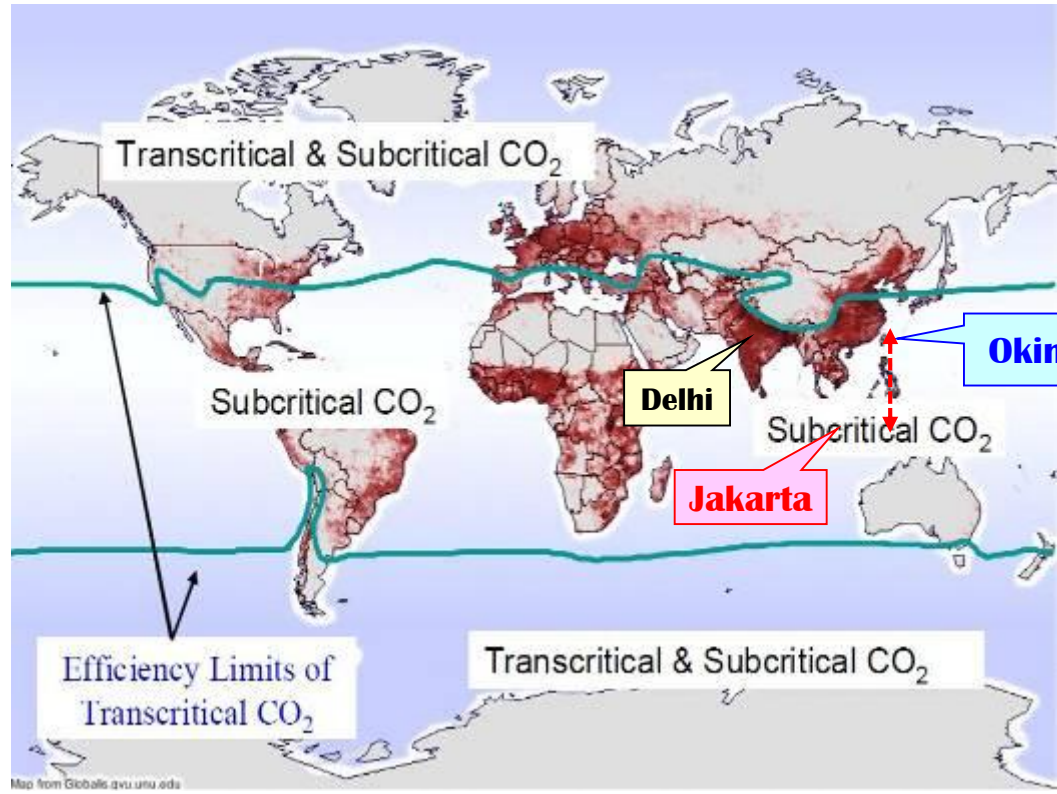 Transcritical & Subcritical CO₂
Okin
Delhi
Subcritical CO₂
Subcritical CO₂
Jakarta
Efficiency Limits of
Transcritical CO₂
Transcritical & Subcritical CO₂
Map from Globalis.gvu.unu.edu